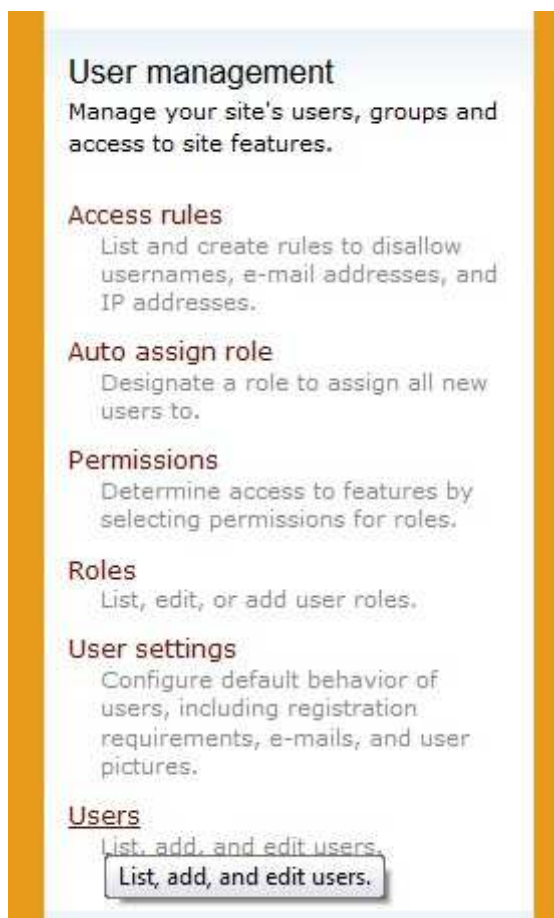 User management
Manage your site's users, groups and
access to site features.
Access rules
List and create rules to disallow
usernames, e-mail addresses, and
IP addresses.
Auto assign role
Designate a role to assign all new
users to.
Permissions
Determine access to features by
selecting permissions for roles.
Roles
List, edit, or add user roles.
User settings
Configure default behavior of
users, including registration
requirements, e-mails, and user
pictures.
Users
List, add, and edit users.
List, add, and edit users.